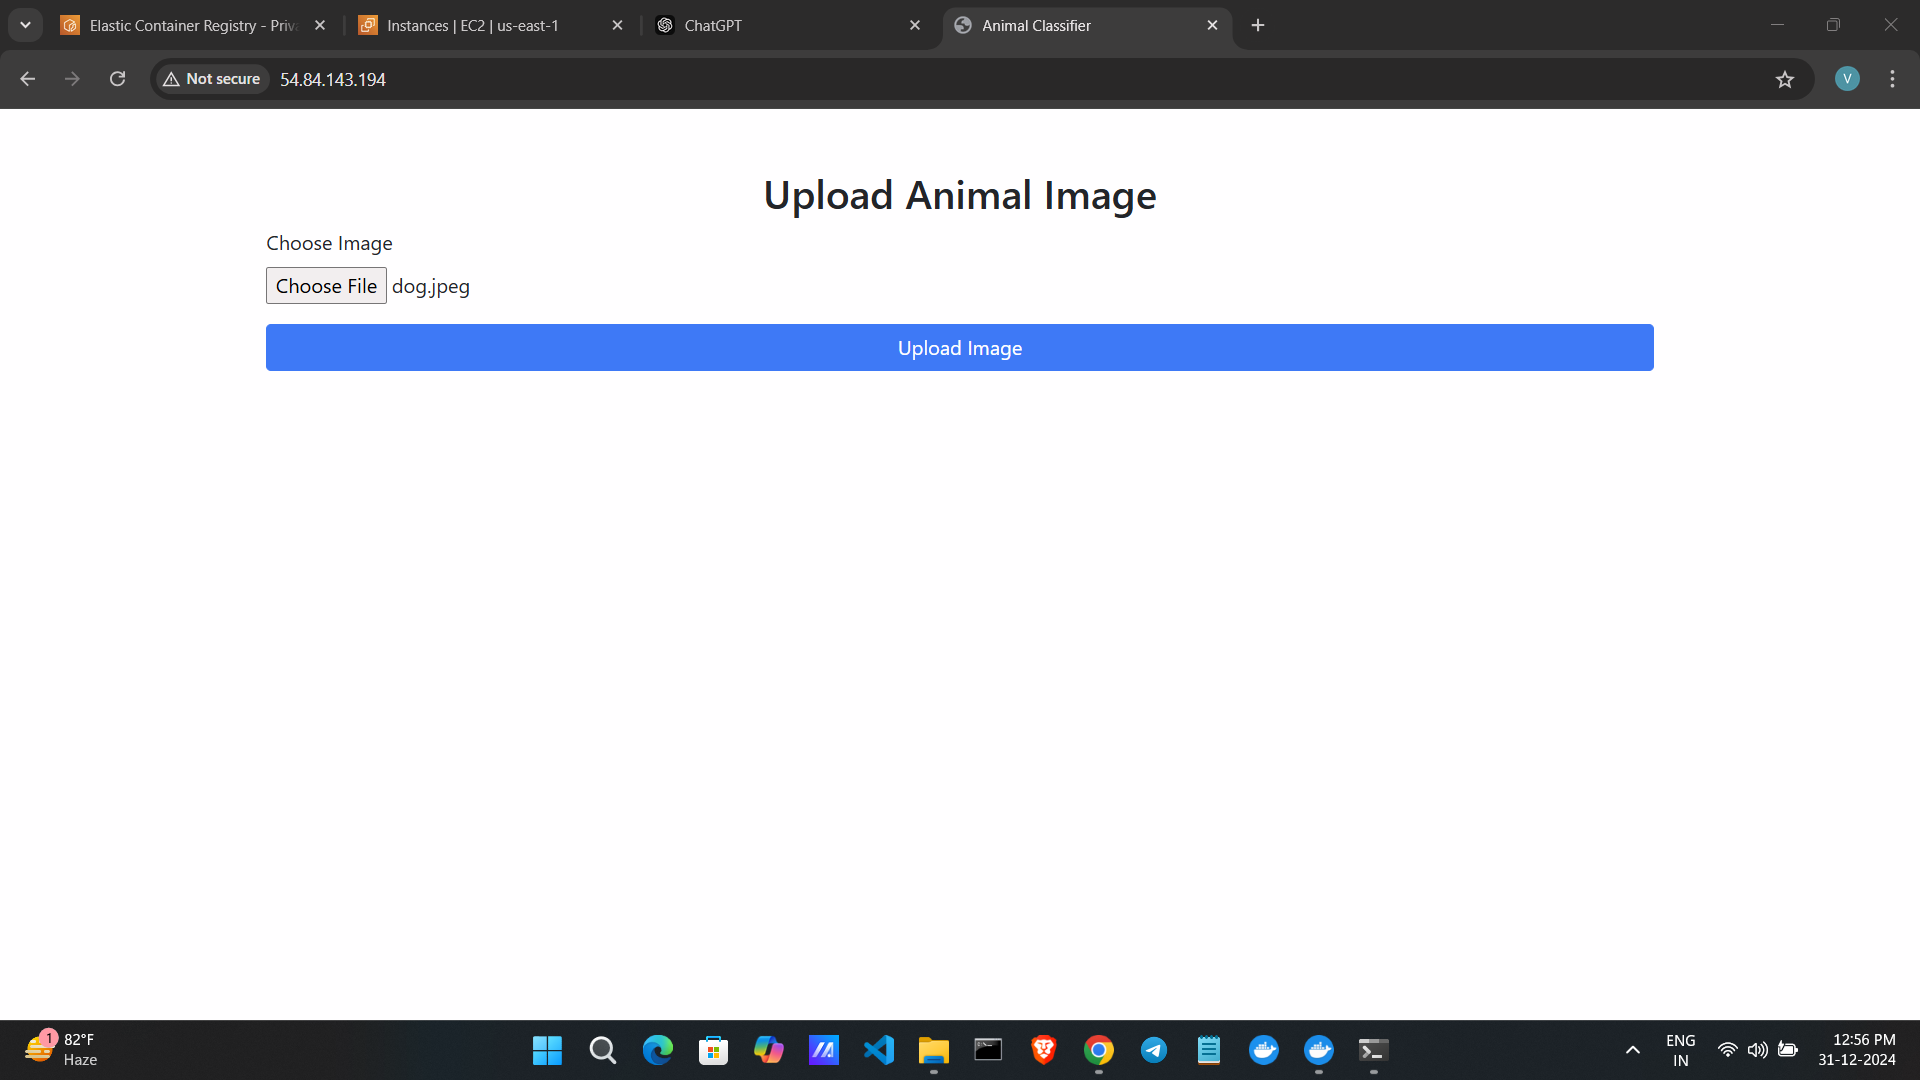 Elastic Container Registry - Priv
Instances | EC2 | us-east-1
ChatGPT
Animal Classifier
Not secure
54.84.143.194
V
Upload Animal Image
Choose Image
Choose File dog.jpeg
Upload Image
1
82°F
Haze
ENG
IN
12:56 PM
31-12-2024